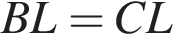 BL = CL